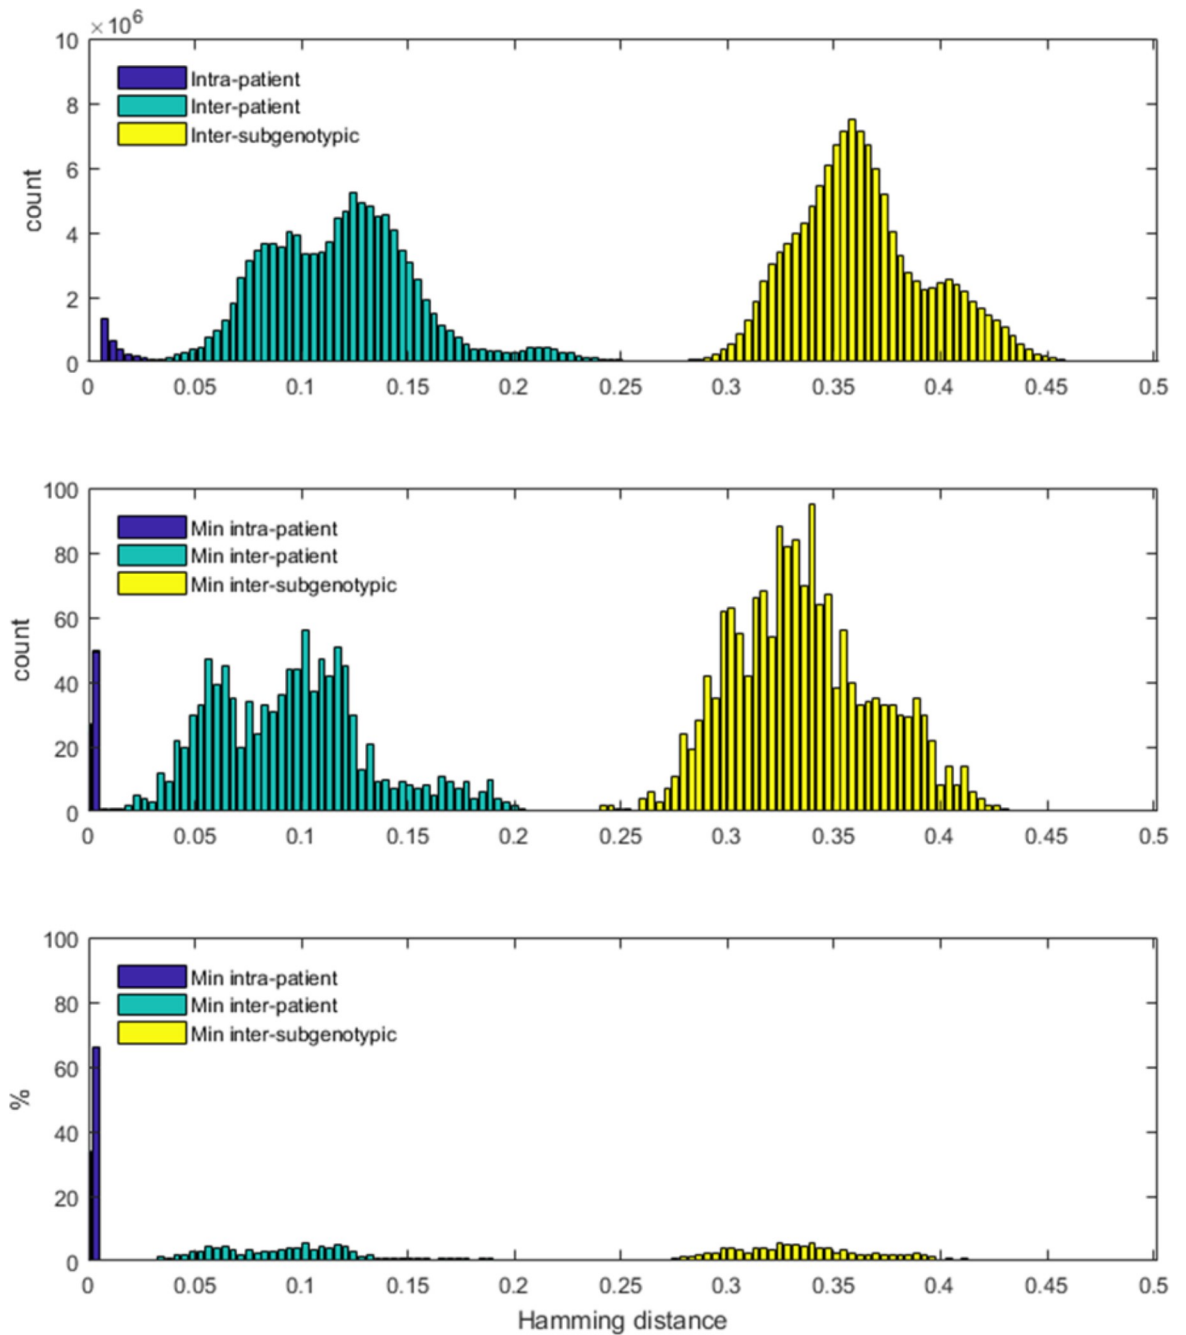 ×10^6
10
8
6
4
2
0
count
Intra-patient
Inter-patient
Inter-subgenotypic
0 0.05 0.1 0.15 0.2 0.25 0.3 0.35 0.4 0.45 0.5
100
80
60
40
20
0
count
Min intra-patient
Min inter-patient
Min inter-subgenotypic
0 0.05 0.1 0.15 0.2 0.25 0.3 0.35 0.4 0.45 0.5
100
80
60
40
20
0
%
Min intra-patient
Min inter-patient
Min inter-subgenotypic
0 0.05 0.1 0.15 0.2 0.25 0.3 0.35 0.4 0.45 0.5
Hamming distance